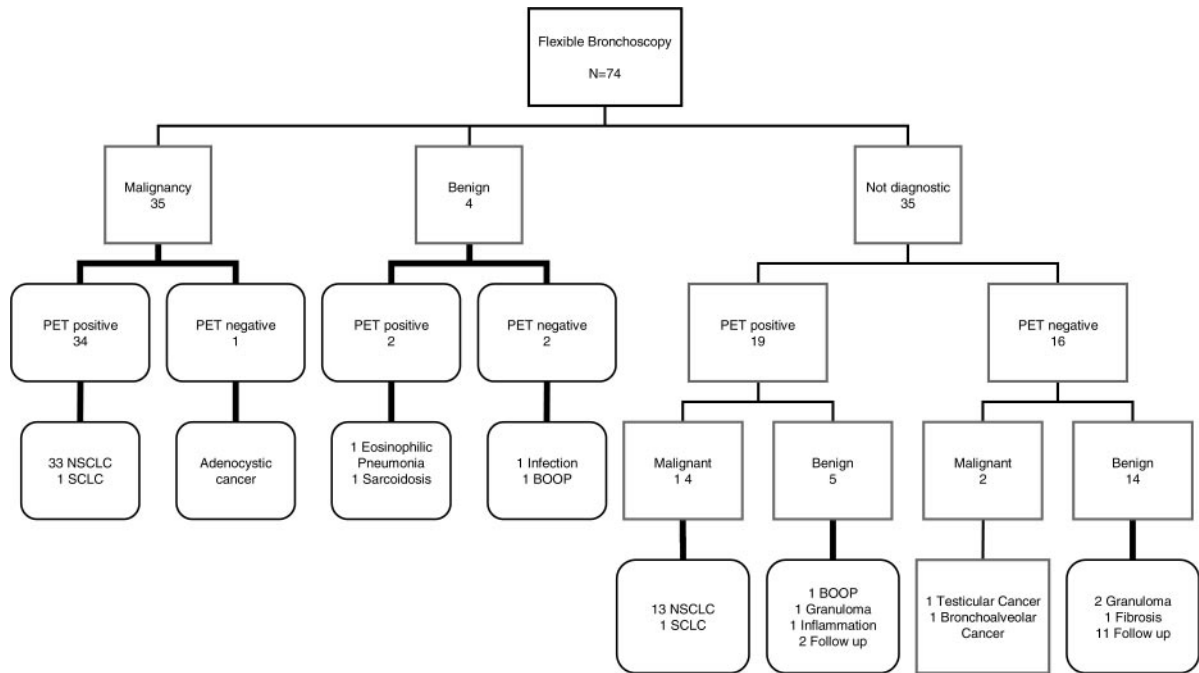 Flexible Bronchoscopy
N=74
Malignancy
35
Benign
4
Not diagnostic
35
PET positive
34
PET negative
1
PET positive
2
PET negative
2
PET positive
19
PET negative
16
33 NSCLC
1 SCLC
Adenocystic
cancer
1 Eosinophilic
Pneumonia
1 Sarcoidosis
1 Infection
1 BOOP
Malignant
1 4
Benign
5
Malignant
2
Benign
14
13 NSCLC
1 SCLC
1 BOOP
1 Granuloma
1 Inflammation
2 Follow up
1 Testicular Cancer
1 Bronchoalveolar
Cancer
2 Granuloma
1 Fibrosis
11 Follow up